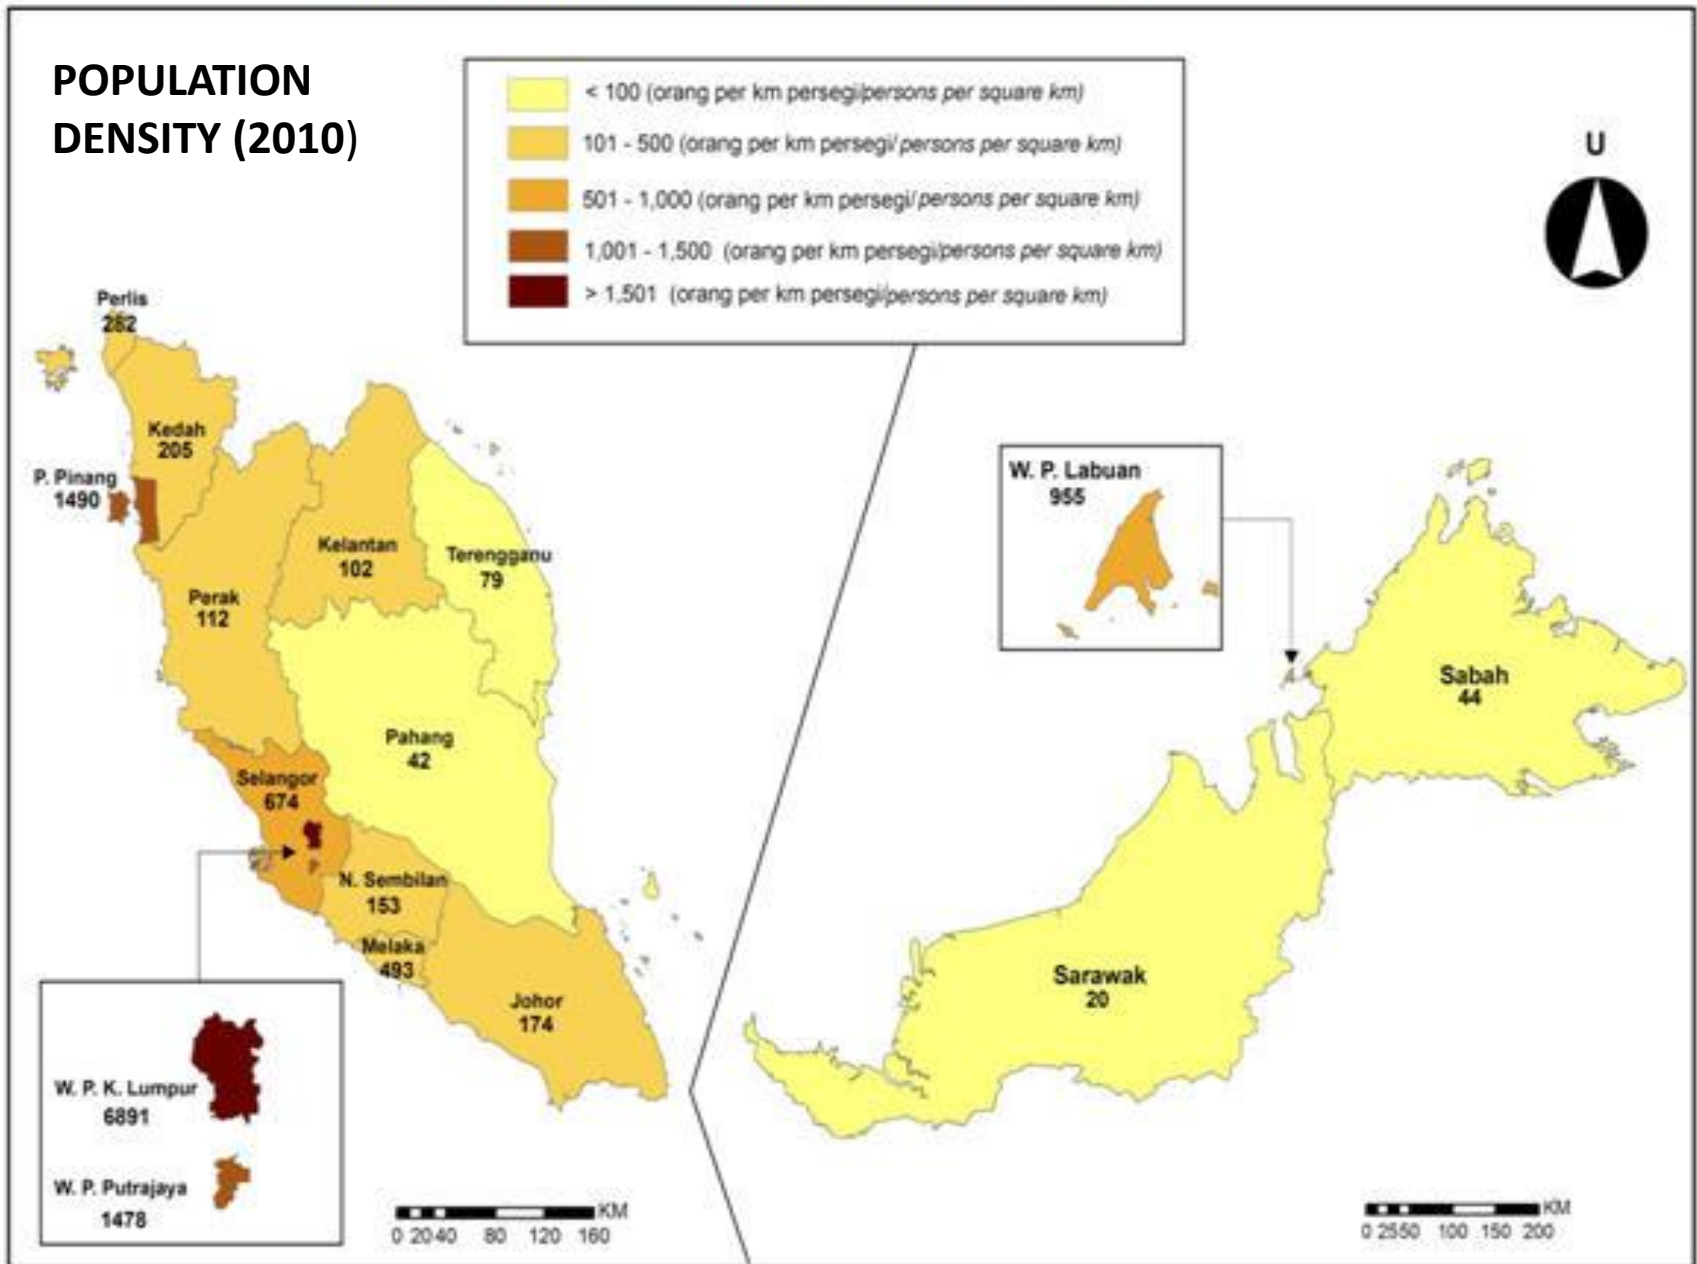 POPULATION
DENSITY (2010)
< 100 (orang per km persegi/persons per square km)
101 - 500 (orang per km persegi/persons per square km)
501 - 1,000 (orang per km persegi/persons per square km)
1,001 - 1,500 (orang per km persegi/persons per square km)
> 1,501 (orang per km persegi/persons per square km)
U
Perlis
282
Kedah
205
P. Pinang
1490
Kelantan
102
Terengganu
79
Perak
112
Pahang
42
Selangor
674
N. Sembilan
153
Melaka
493
Johor
174
W. P. K. Lumpur
6891
W. P. Putrajaya
1478
KM
0 20 40 80 120 160
W. P. Labuan
955
Sabah
44
Sarawak
20
KM
0 25 50 100 150 200